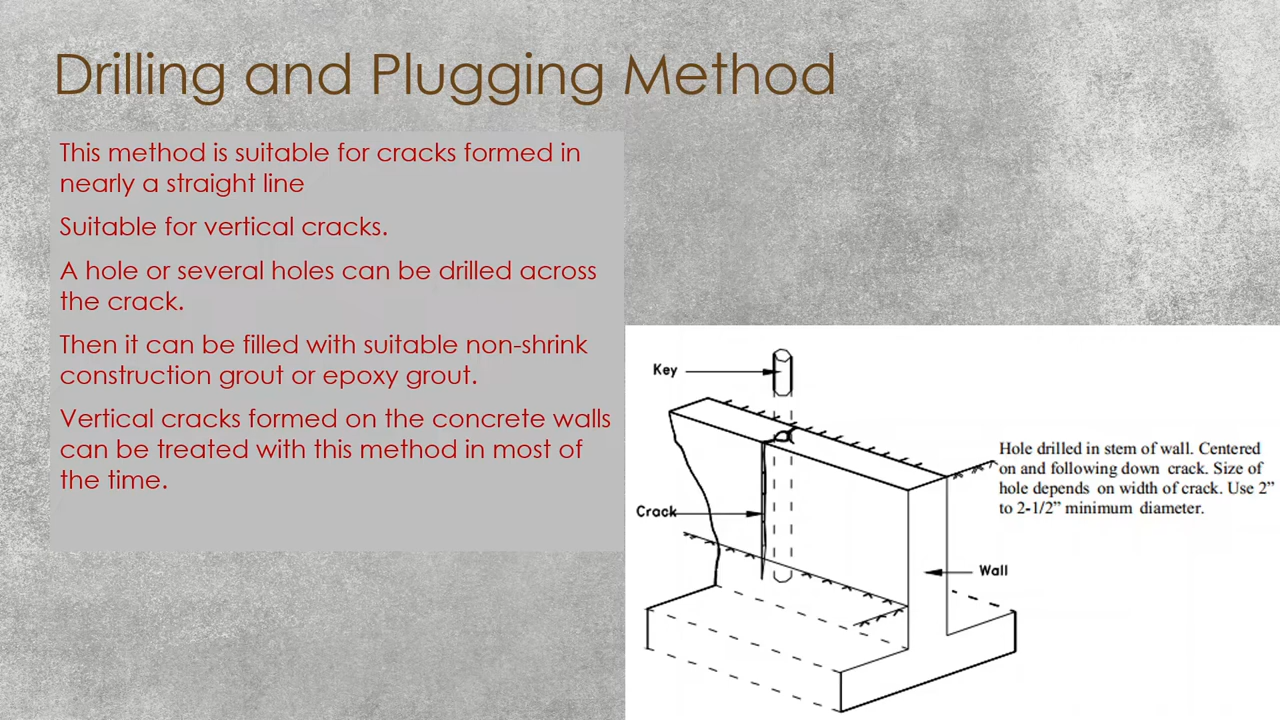 Drilling and Plugging Method
This method is suitable for cracks formed in
nearly a straight line
Suitable for vertical cracks.
A hole or several holes can be drilled across
the crack.
Then it can be filled with suitable non-shrink
construction grout or epoxy grout.
Vertical cracks formed on the concrete walls
can be treated with this method in most of
the time.
Key
Hole drilled in stem of wall. Centered
on and following down crack. Size of
hole depends on width of crack. Use 2”
to 2-1/2” minimum diameter.
Crack
Wall